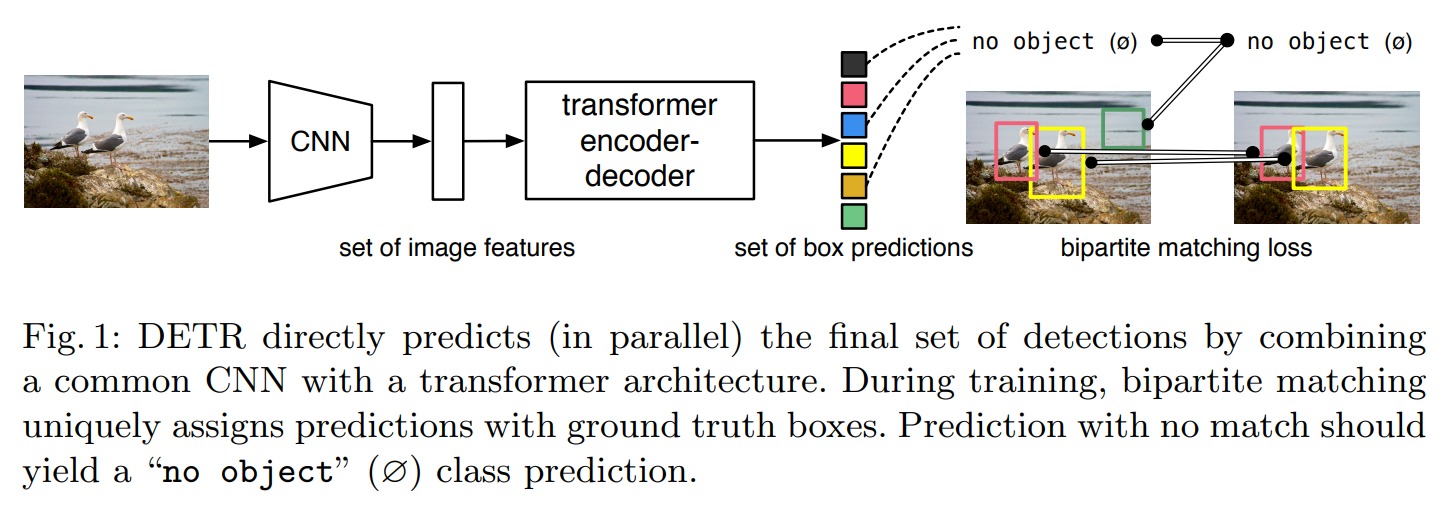 no object (ø)
no object (ø)
CNN
transformer
encoder-
decoder
set of image features
set of box predictions
bipartite matching loss
Fig. 1: DETR directly predicts (in parallel) the final set of detections by combining
a common CNN with a transformer architecture. During training, bipartite matching
uniquely assigns predictions with ground truth boxes. Prediction with no match should
yield a “no object” (∅) class prediction.